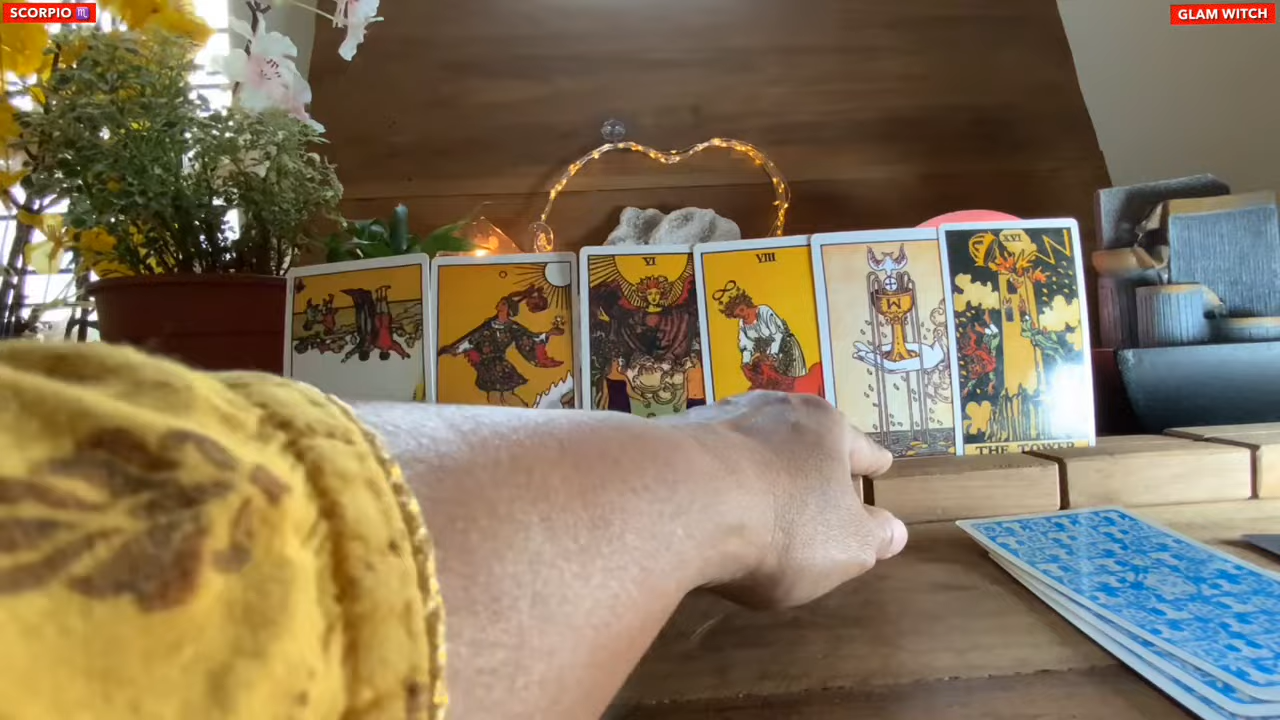 SCORPIO ♏
GLAM WITCH
VI
VIII
XVI
THE TOWER